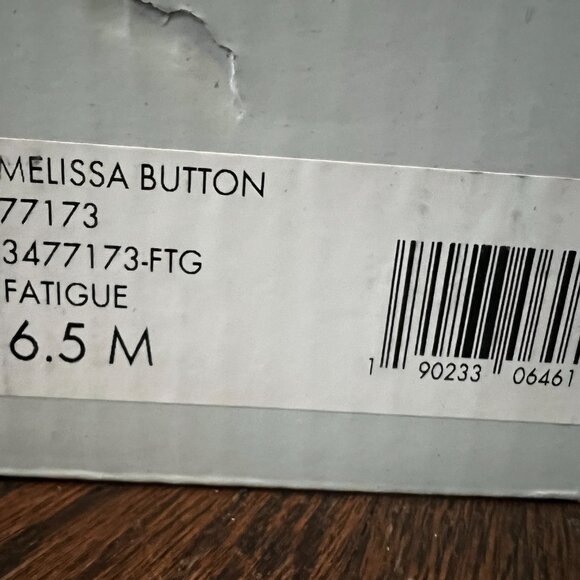 MELISSA BUTTON
77173
3477173-FTG
FATIGUE
6.5 M
1 90233 06461